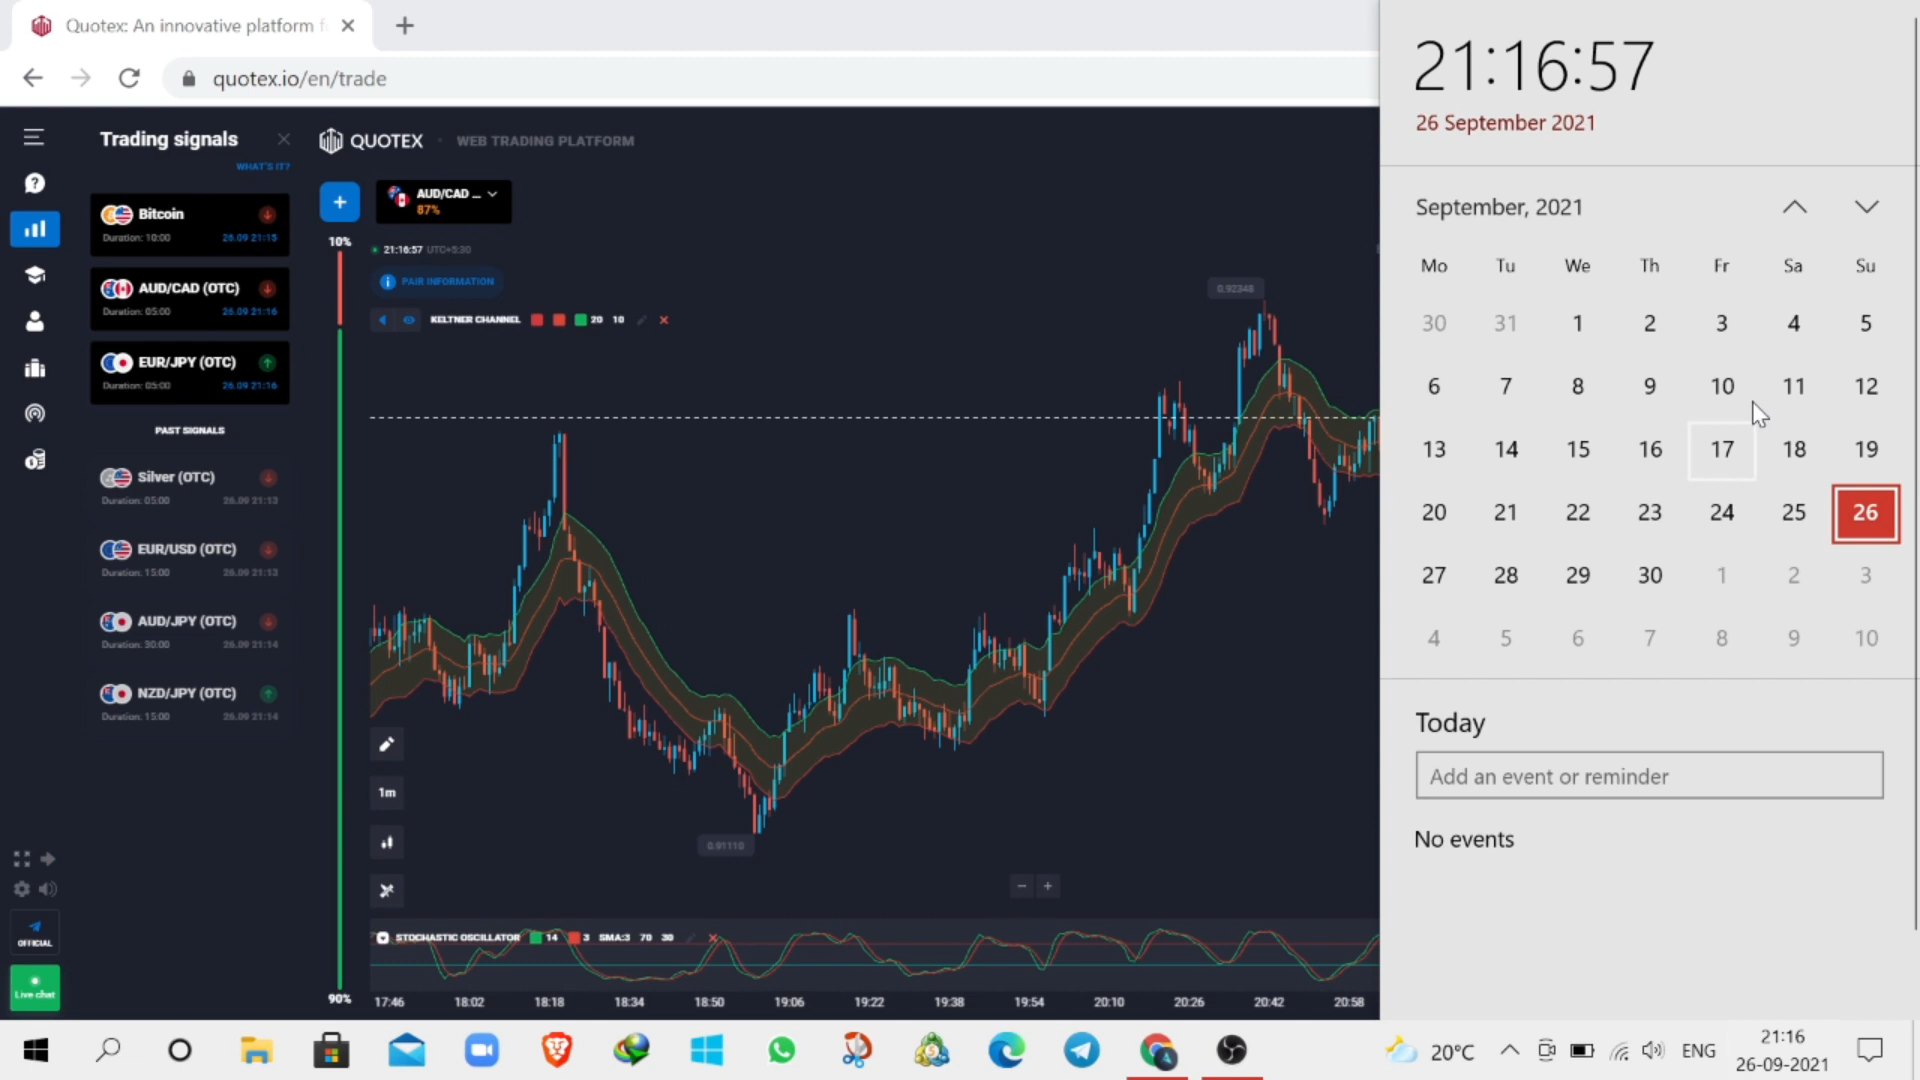 Quotex: An innovative platform f
quotex.io/en/trade
Trading signals
WHAT'S IT?
Bitcoin
Duration: 10:00 26.09 21:15
AUD/CAD (OTC)
Duration: 05:00 26.09 21:16
EUR/JPY (OTC)
Duration: 05:00 26.09 21:16
PAST SIGNALS
Silver (OTC)
Duration: 05:00 26.09 21:13
EUR/USD (OTC)
Duration: 15:00 26.09 21:13
AUD/JPY (OTC)
Duration: 30:00 26.09 21:14
NZD/JPY (OTC)
Duration: 15:00 26.09 21:14
OFFICIAL
Live chat
QUOTEX · WEB TRADING PLATFORM
AUD/CAD ...
87%
10%
21:16:57 UTC+5:30
PAIR INFORMATION
KELTNER CHANNEL 20 10
0.92348
0.91110
1m
STOCHASTIC OSCILLATOR 14 3 SMA:3 70 30
90%
17:46 18:02 18:18 18:34 18:50 19:06 19:22 19:38 19:54 20:10 20:26 20:42 20:58
21:16:57
26 September 2021
September, 2021
Mo Tu We Th Fr Sa Su
30 31 1 2 3 4 5
6 7 8 9 10 11 12
13 14 15 16 17 18 19
20 21 22 23 24 25 26
27 28 29 30 1 2 3
4 5 6 7 8 9 10
Today
Add an event or reminder
No events
20°C
ENG
21:16
26-09-2021